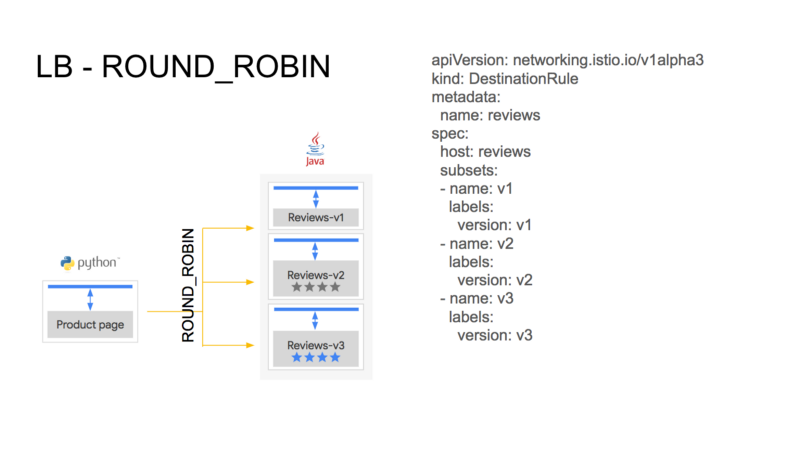 LB - ROUND_ROBIN
Java
Reviews-v1
Reviews-v2
Reviews-v3
ROUND_ROBIN
python
Product page
apiVersion: networking.istio.io/v1alpha3
kind: DestinationRule
metadata:
  name: reviews
spec:
  host: reviews
  subsets:
  - name: v1
    labels:
      version: v1
  - name: v2
    labels:
      version: v2
  - name: v3
    labels:
      version: v3